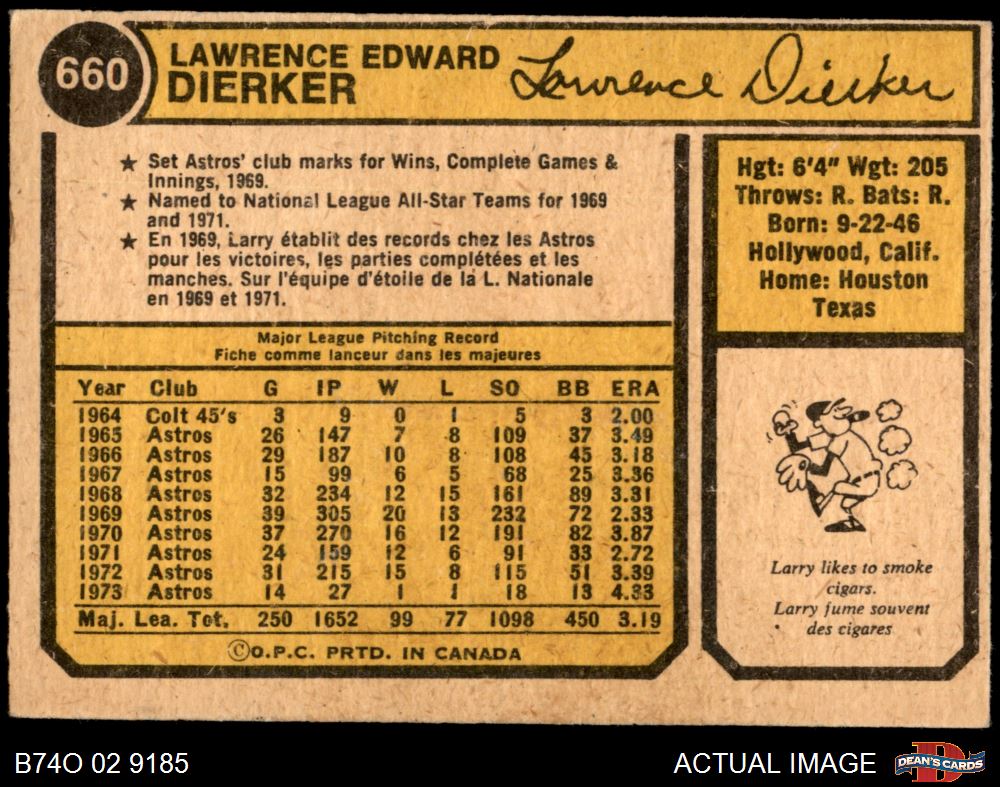 660
LAWRENCE EDWARD
DIERKER
Lawrence Dierker
★ Set Astros' club marks for Wins, Complete Games &
Innings, 1969.
★ Named to National League All-Star Teams for 1969
and 1971.
★ En 1969, Larry établit des records chez les Astros
pour les victoires, les parties complétées et les
manches. Sur l'équipe d'étoile de la L. Nationale
en 1969 et 1971.
Hgt: 6'4" Wgt: 205
Throws: R. Bats: R.
Born: 9-22-46
Hollywood, Calif.
Home: Houston
Texas
Major League Pitching Record
Fiche comme lanceur dans les majeures
Year Club G IP W L SO BB ERA
1964 Colt 45's 3 9 0 1 5 3 2.00
1965 Astros 26 147 7 8 109 37 3.49
1966 Astros 29 187 10 8 108 45 3.18
1967 Astros 15 99 6 5 68 25 3.36
1968 Astros 32 234 12 15 161 89 3.31
1969 Astros 39 305 20 13 232 72 2.33
1970 Astros 37 270 16 12 191 82 3.87
1971 Astros 24 159 12 6 91 33 2.72
1972 Astros 31 215 15 8 115 51 3.39
1973 Astros 14 27 1 1 18 13 4.33
Maj. Lea. Tot. 250 1652 99 77 1098 450 3.19
©O.P.C. PRTD. IN CANADA
Larry likes to smoke
cigars.
Larry fume souvent
des cigares
B74O 02 9185
ACTUAL IMAGE
D
DEAN'S CARDS